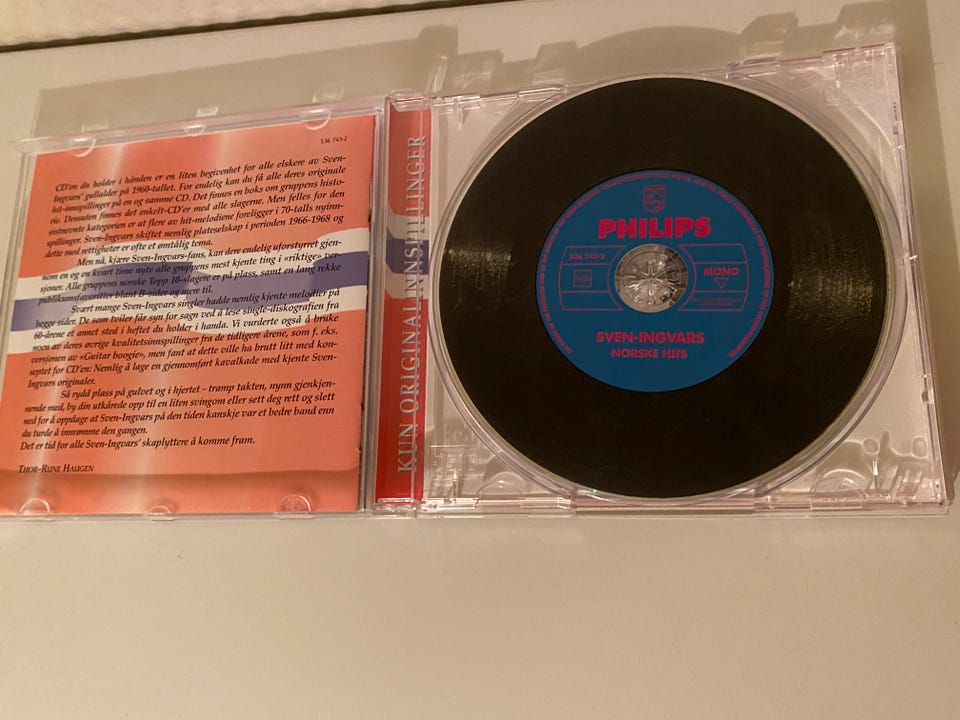 536 743-2
CD'en du holder i hånden er en liten begivenhet for alle elskere av Sven-
Ingvars' gullalder på 1960-tallet. For endelig kan du få alle deres originale
hit-innspillinger på en og samme CD. Det finnes en boks om gruppens histo-
rie. Dessuten finnes det enkelt-CD'er med alle slagerne. Men felles for den
sistnevnte kategorien er at flere av hit-melodiene foreligger i 70-talls nyinn-
spillinger. Sven-Ingvars skiftet nemlig plateselskap i perioden 1966-1968 og
dette med rettigheter er ofte et ømtålig tema.
Men nå, kjære Sven-Ingvars-fans, kan dere endelig uforstyrret gjen-
nom en og en kvart time nyte alle gruppens mest kjente ting i «riktige» ver-
sjoner. Alle gruppens norske Topp 10-slagere er på plass, samt en lang rekke
publikumsfavoritter blant B-sider og mere til.
Svært mange Sven-Ingvars singler hadde nemlig kjente melodier på
begge sider. De som tviler får syn for sagn ved å lese single-diskografien fra
60-årene et annet sted i heftet du holder i handa. Vi vurderte også å bruke
noen av deres øvrige kvalitetsinnspillinger fra de tidligere årene, som f. eks.
versjonen av «Guitar boogie», men fant at dette ville ha brutt litt med kon-
septet for CD'en: Nemlig å lage en gjennomført kavalkade med kjente Sven-
Ingvars originaler.
Så rydd plass på gulvet og i hjertet - tramp takten, nynn gjenkjen-
nende med, by din utkårede opp til en liten svingom eller sett deg rett og slett
ned for å oppdage at Sven-Ingvars på den tiden kanskje var et bedre band enn
du turde å innrømme den gangen.
Det er tid for alle Sven-Ingvars' skaplyttere å komme fram.
THOR-RUNE HAUGEN
KUN ORIGINALINNSPILLINGER
PHILIPS
PHILIPS
536 743-2
MONO
SVEN-INGVARS
NORSKE HITS